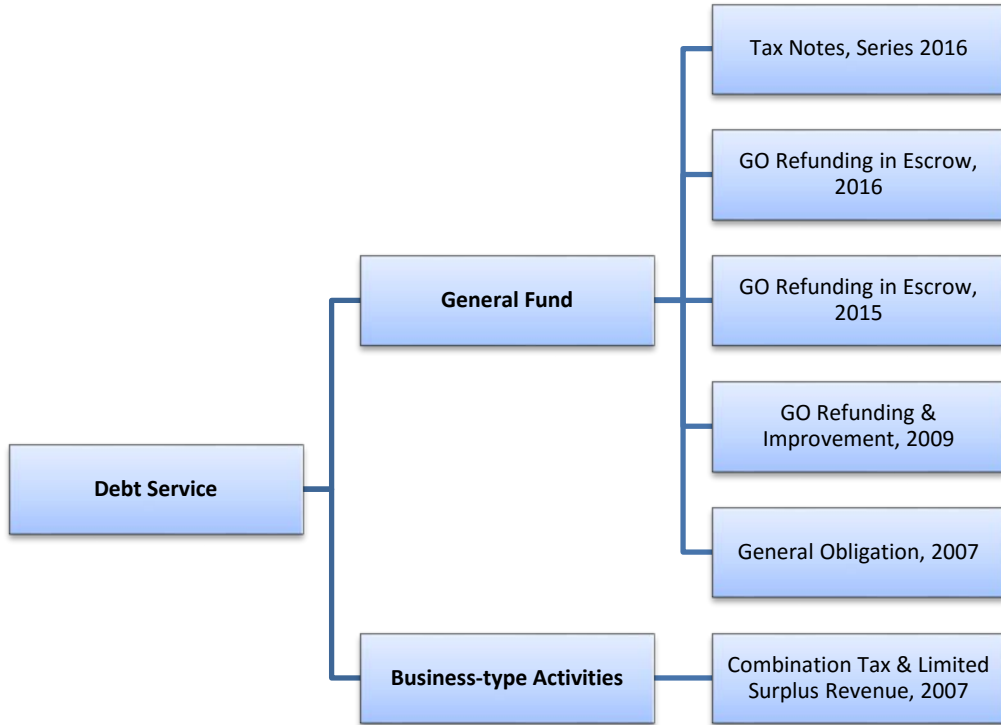 Tax Notes, Series 2016
GO Refunding in Escrow,
2016
General Fund
GO Refunding in Escrow,
2015
GO Refunding &
Improvement, 2009
Debt Service
General Obligation, 2007
Business-type Activities
Combination Tax & Limited
Surplus Revenue, 2007